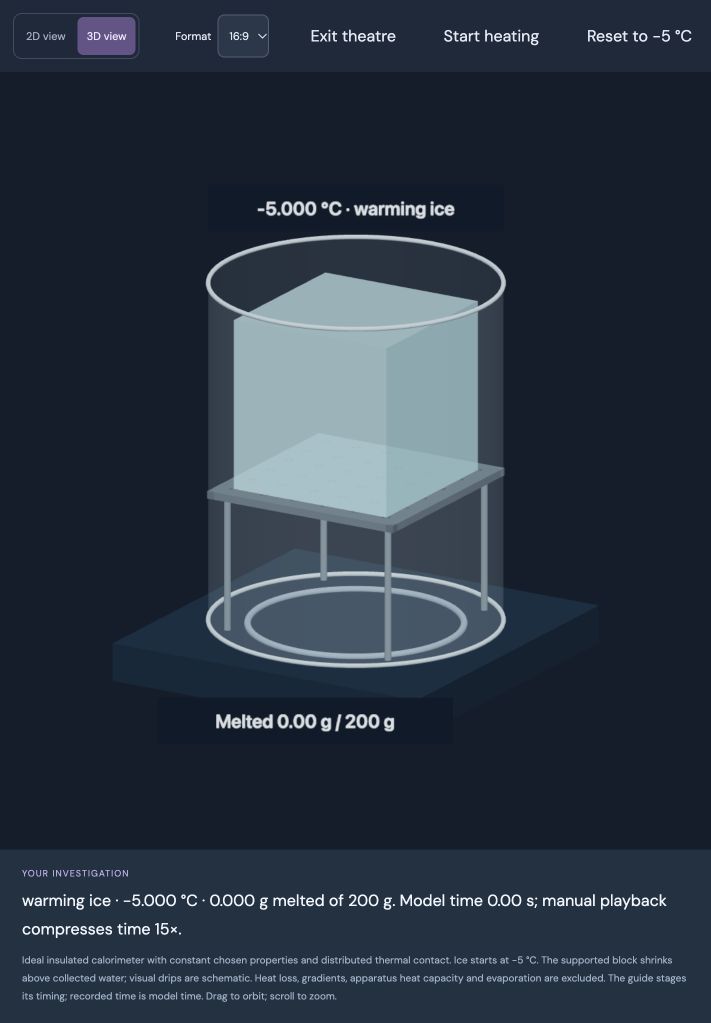 2D view 3D view Format 16:9 Exit theatre Start heating Reset to −5 °C
-5.000 °C · warming ice
Melted 0.00 g / 200 g
YOUR INVESTIGATION
warming ice · −5.000 °C · 0.000 g melted of 200 g. Model time 0.00 s; manual playback
compresses time 15×.
Ideal insulated calorimeter with constant chosen properties and distributed thermal contact. Ice starts at −5 °C. The supported block shrinks
above collected water; visual drips are schematic. Heat loss, gradients, apparatus heat capacity and evaporation are excluded. The guide stages
its timing; recorded time is model time. Drag to orbit; scroll to zoom.